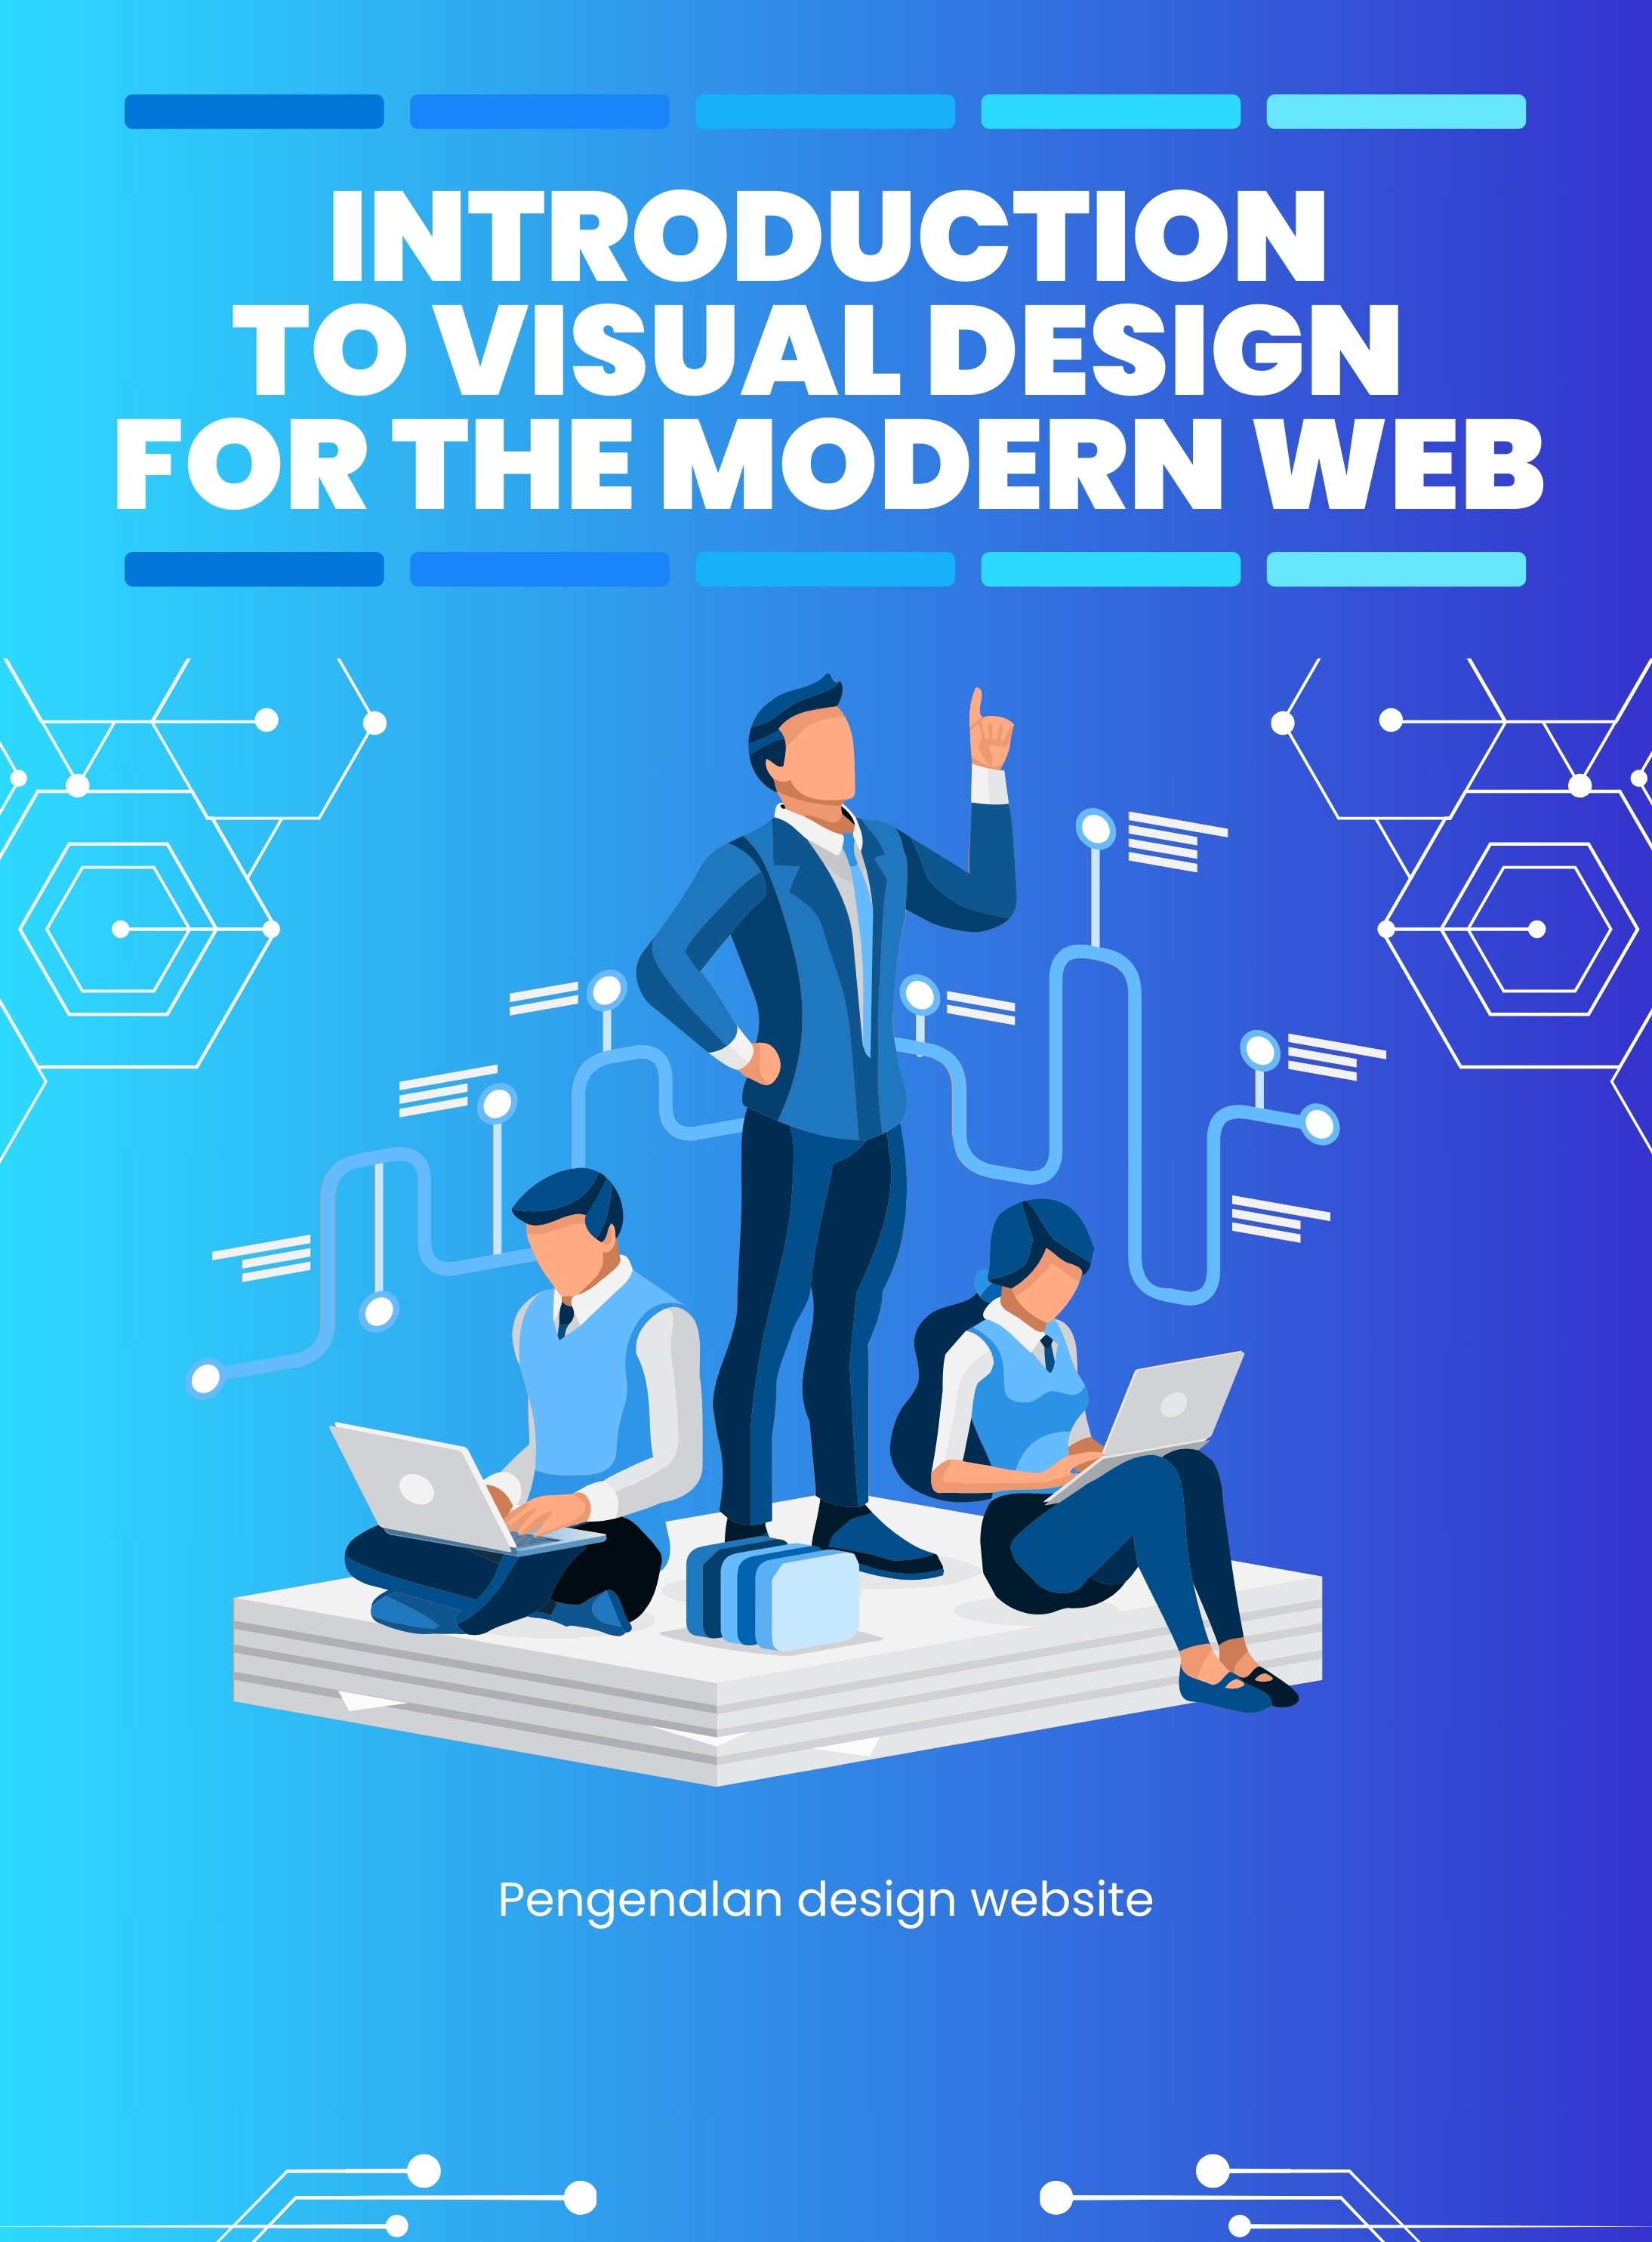 INTRODUCTION
TO VISUAL DESIGN
FOR THE MODERN WEB
Pengenalan design website